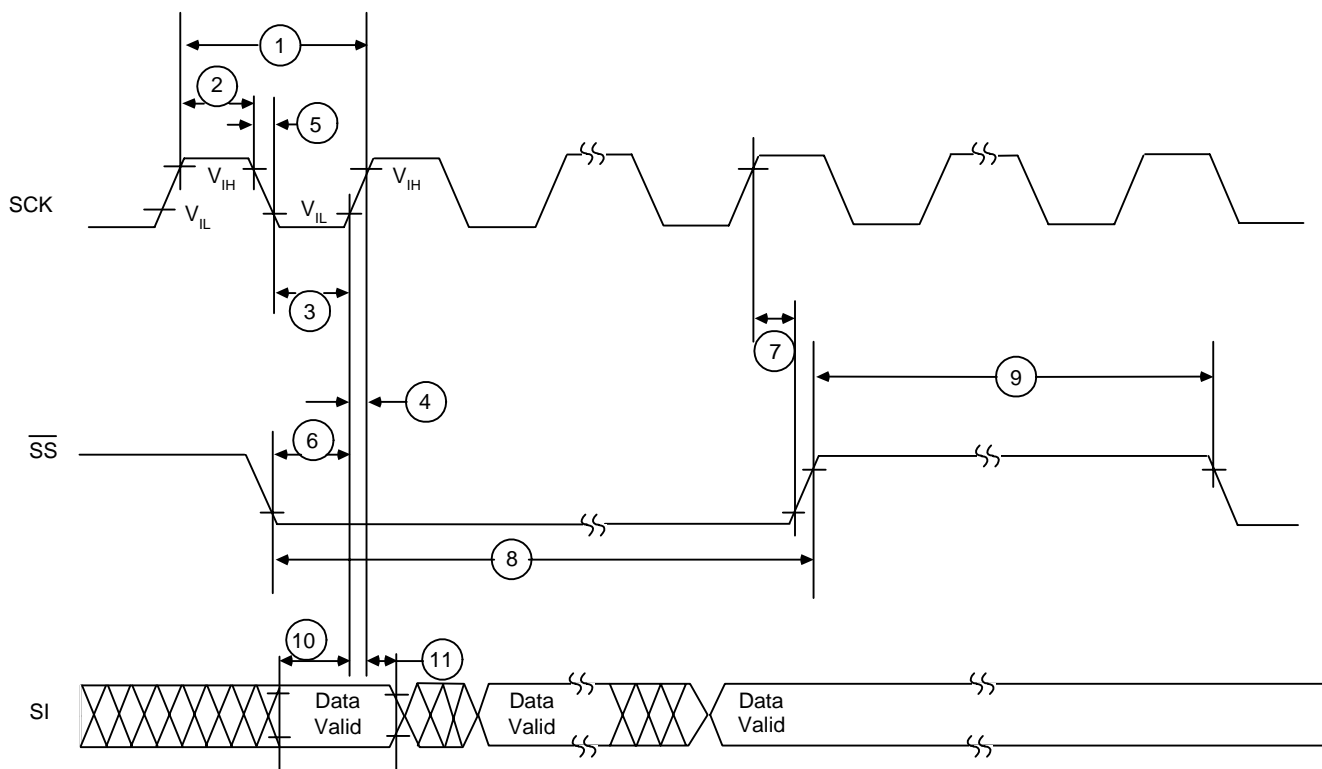 1
2
5
V_IH
V_IH
SCK
V_IL
V_IL
3
7
9
4
6
S̅S̅
8
10
11
SI
Data Valid
Data Valid
Data Valid